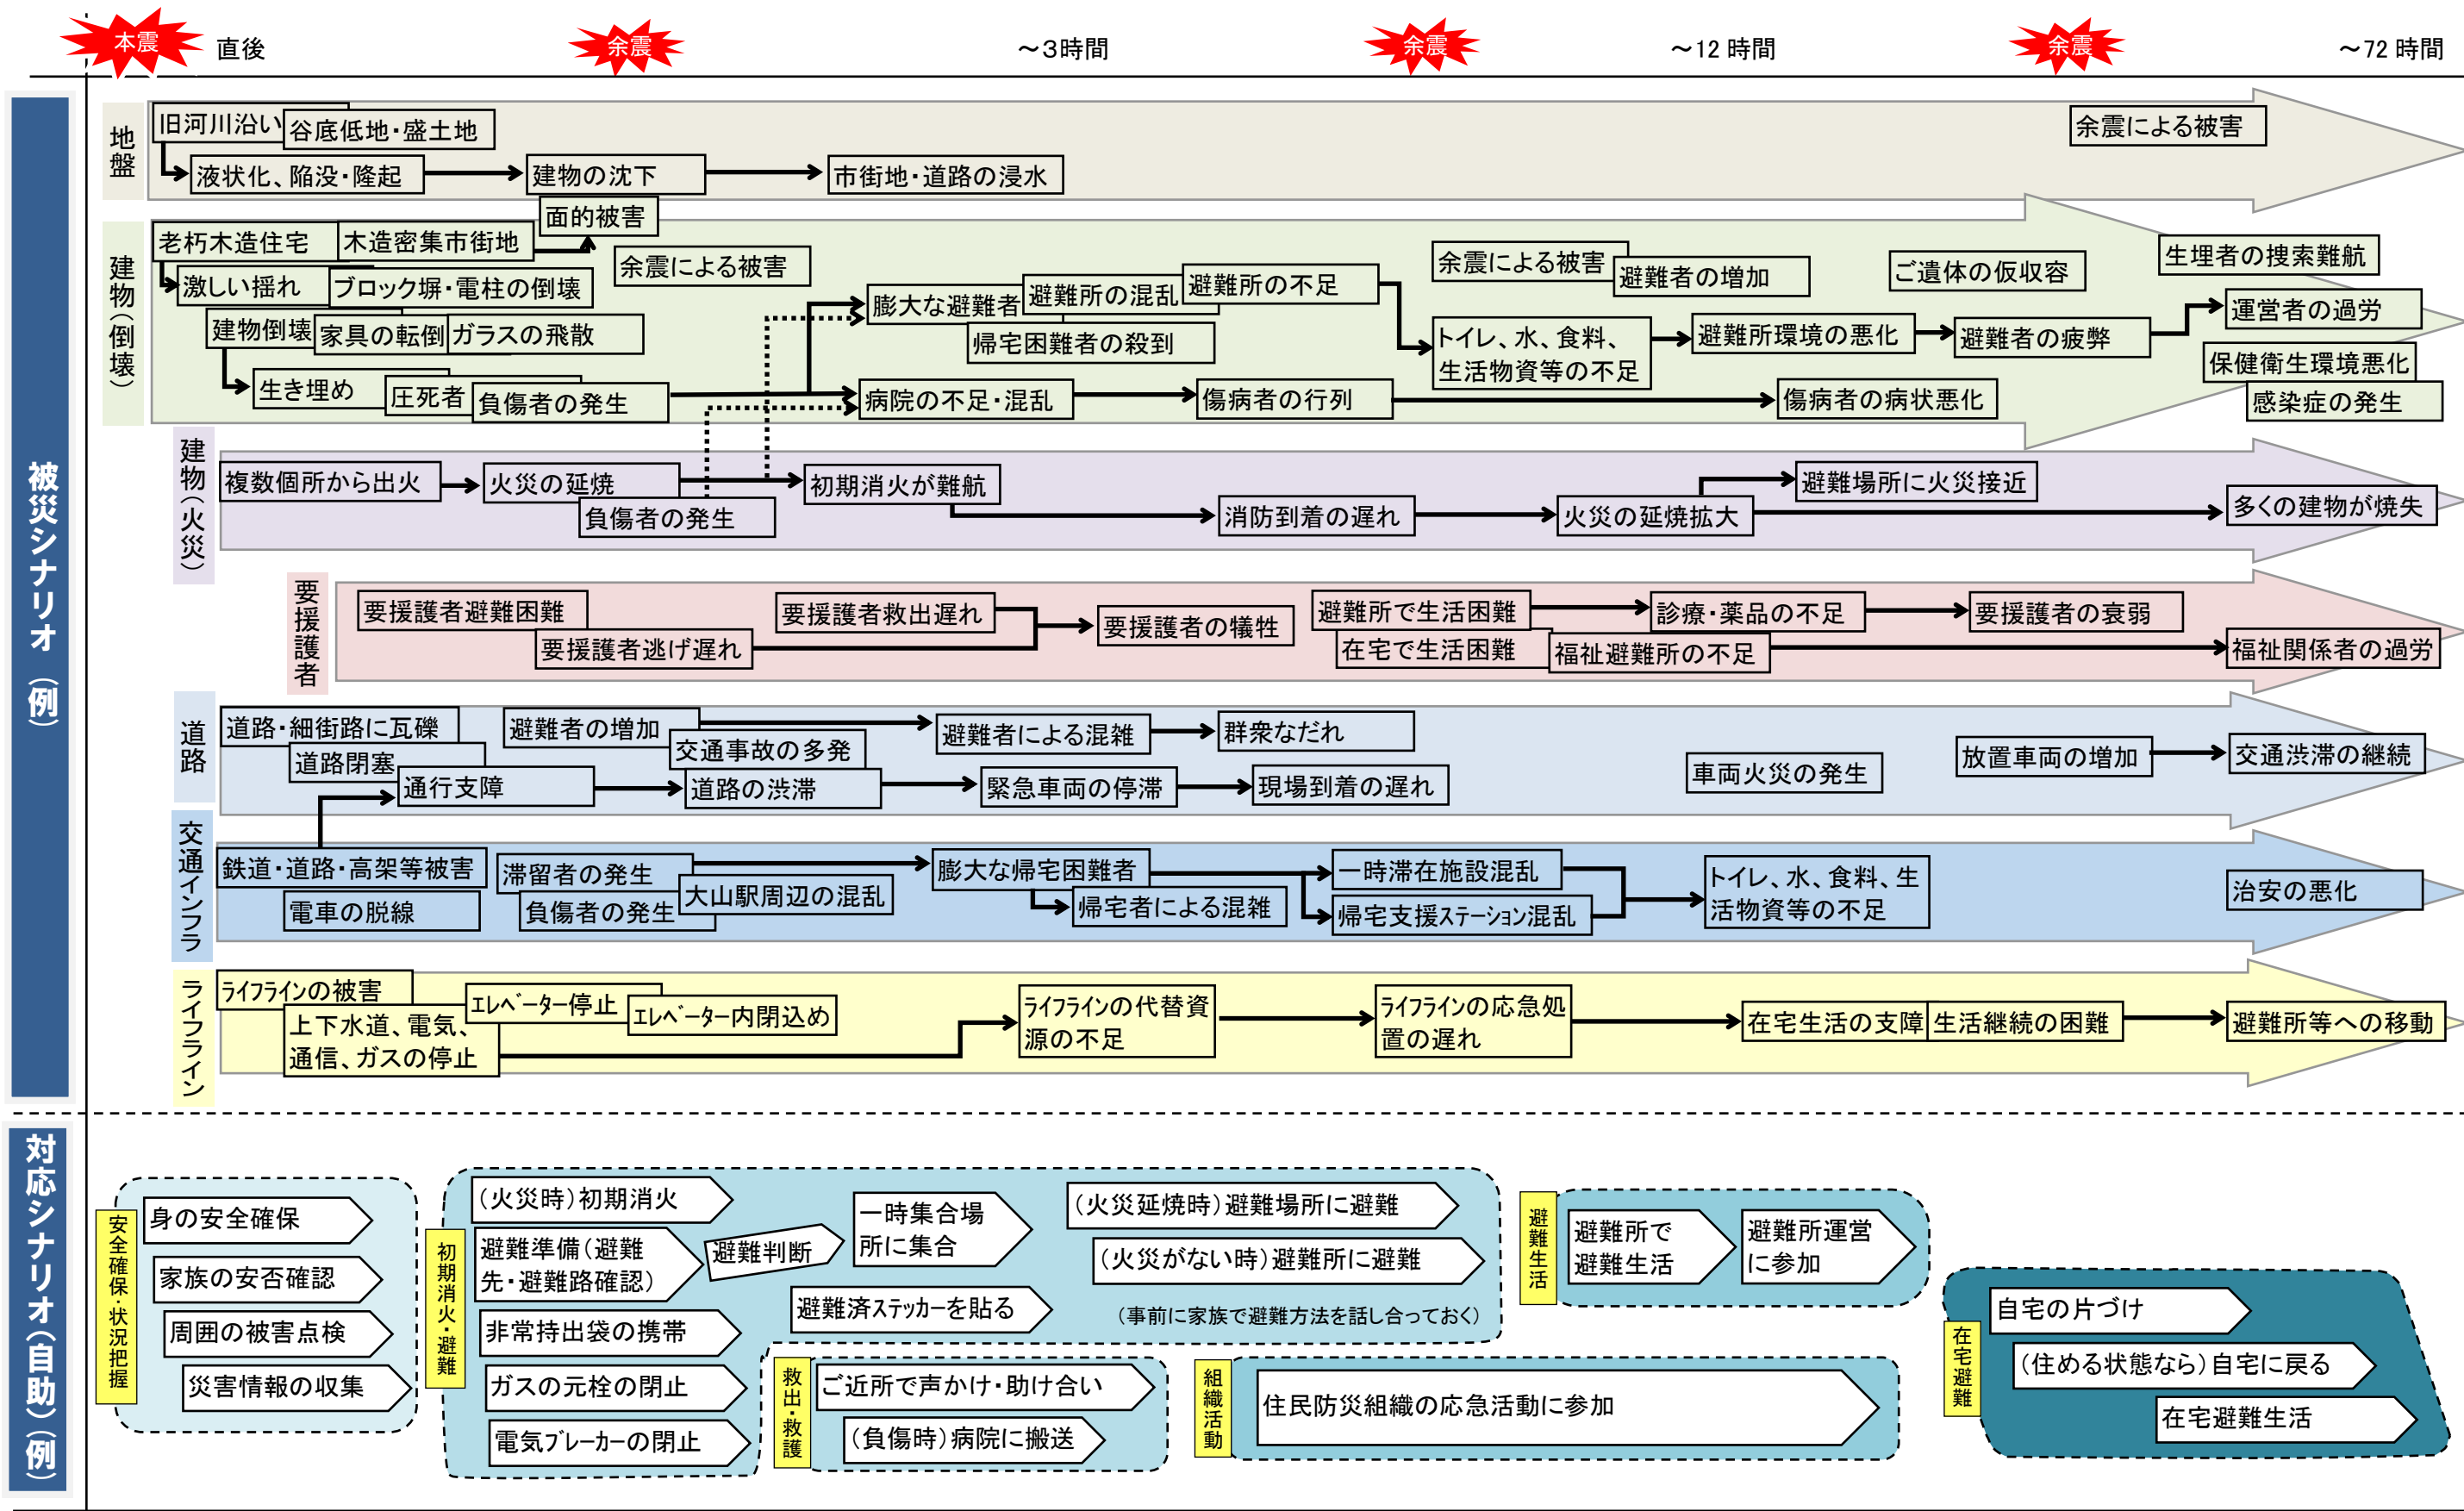 本震
直後
余震
～3時間
余震
～12 時間
余震
～72 時間
被災シナリオ（例）
地盤
旧河川沿い
谷底低地・盛土地
液状化、陥没・隆起
建物の沈下
市街地・道路の浸水
余震による被害
建物（倒壊）
老朽木造住宅
木造密集市街地
面的被害
激しい揺れ
ブロック塀・電柱の倒壊
余震による被害
建物倒壊
家具の転倒
ガラスの飛散
生き埋め
圧死者
負傷者の発生
膨大な避難者
避難所の混乱
避難所の不足
帰宅困難者の殺到
病院の不足・混乱
傷病者の行列
余震による被害
避難者の増加
トイレ、水、食料、
生活物資等の不足
避難所環境の悪化
傷病者の病状悪化
ご遺体の仮収容
避難者の疲弊
生埋者の捜索難航
運営者の過労
保健衛生環境悪化
感染症の発生
建物（火災）
複数個所から出火
火災の延焼
負傷者の発生
初期消火が難航
消防到着の遅れ
火災の延焼拡大
避難場所に火災接近
多くの建物が焼失
要援護者
要援護者避難困難
要援護者逃げ遅れ
要援護者救出遅れ
要援護者の犠牲
避難所で生活困難
在宅で生活困難
診療・薬品の不足
福祉避難所の不足
要援護者の衰弱
福祉関係者の過労
道路
道路・細街路に瓦礫
道路閉塞
通行支障
避難者の増加
交通事故の多発
道路の渋滞
避難者による混雑
緊急車両の停滞
群衆なだれ
現場到着の遅れ
車両火災の発生
放置車両の増加
交通渋滞の継続
交通インフラ
鉄道・道路・高架等被害
電車の脱線
滞留者の発生
負傷者の発生
大山駅周辺の混乱
膨大な帰宅困難者
帰宅者による混雑
一時滞在施設混乱
帰宅支援ステーション混乱
トイレ、水、食料、生
活物資等の不足
治安の悪化
ライフライン
ライフラインの被害
上下水道、電気、
通信、ガスの停止
エレベーター停止
エレベーター内閉込め
ライフラインの代替資
源の不足
ライフラインの応急処
置の遅れ
在宅生活の支障
生活継続の困難
避難所等への移動
対応シナリオ（自助）（例）
安全確保・状況把握
身の安全確保
家族の安否確認
周囲の被害点検
災害情報の収集
初期消火・避難
（火災時）初期消火
避難準備（避難
先・避難路確認）
非常持出袋の携帯
ガスの元栓の閉止
電気ブレーカーの閉止
避難判断
一時集合場
所に集合
避難済ステッカーを貼る
（火災延焼時）避難場所に避難
（火災がない時）避難所に避難
（事前に家族で避難方法を話し合っておく）
救出・救護
ご近所で声かけ・助け合い
（負傷時）病院に搬送
組織活動
住民防災組織の応急活動に参加
避難生活
避難所で
避難生活
避難所運営
に参加
在宅避難
自宅の片づけ
（住める状態なら）自宅に戻る
在宅避難生活